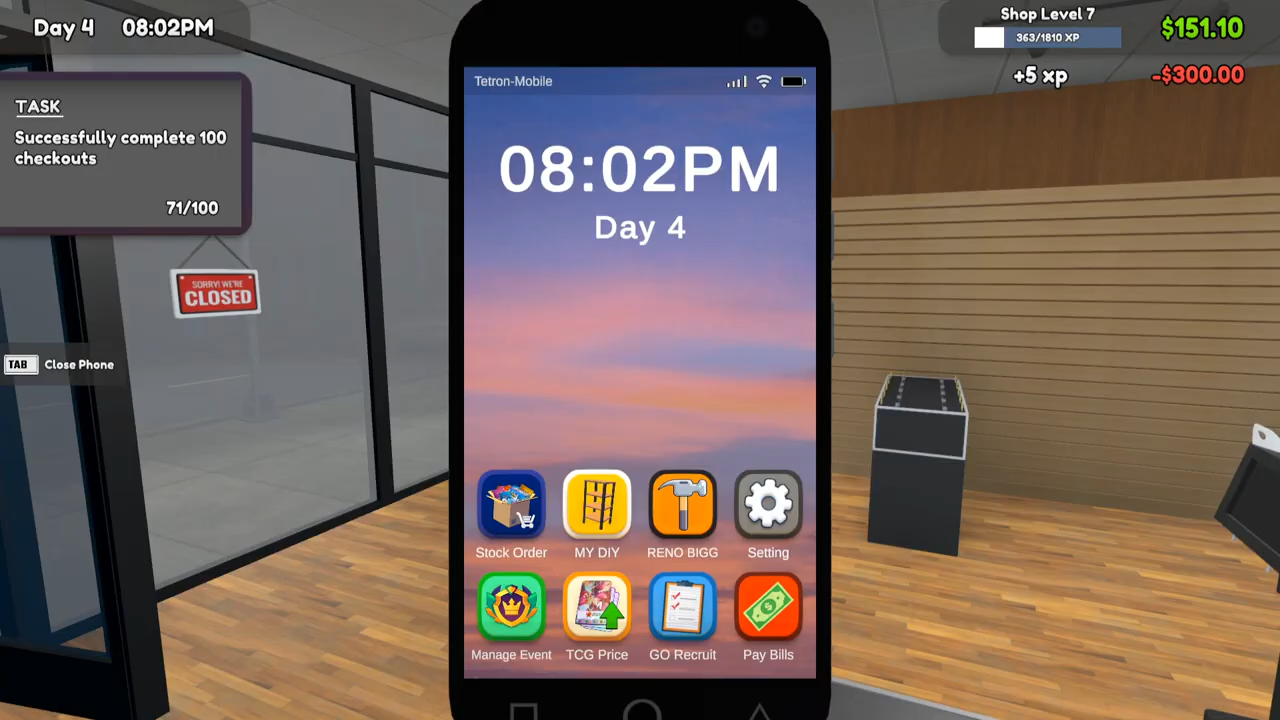 Day 4 08:02PM
Shop Level 7
363/1810 XP
$151.10
+5 xp
-$300.00
TASK
Successfully complete 100
checkouts
71/100
SORRY! WE'RE
CLOSED
TAB Close Phone
Tetron-Mobile
08:02PM
Day 4
Stock Order MY DIY RENO BIGG Setting
Manage Event TCG Price GO Recruit Pay Bills